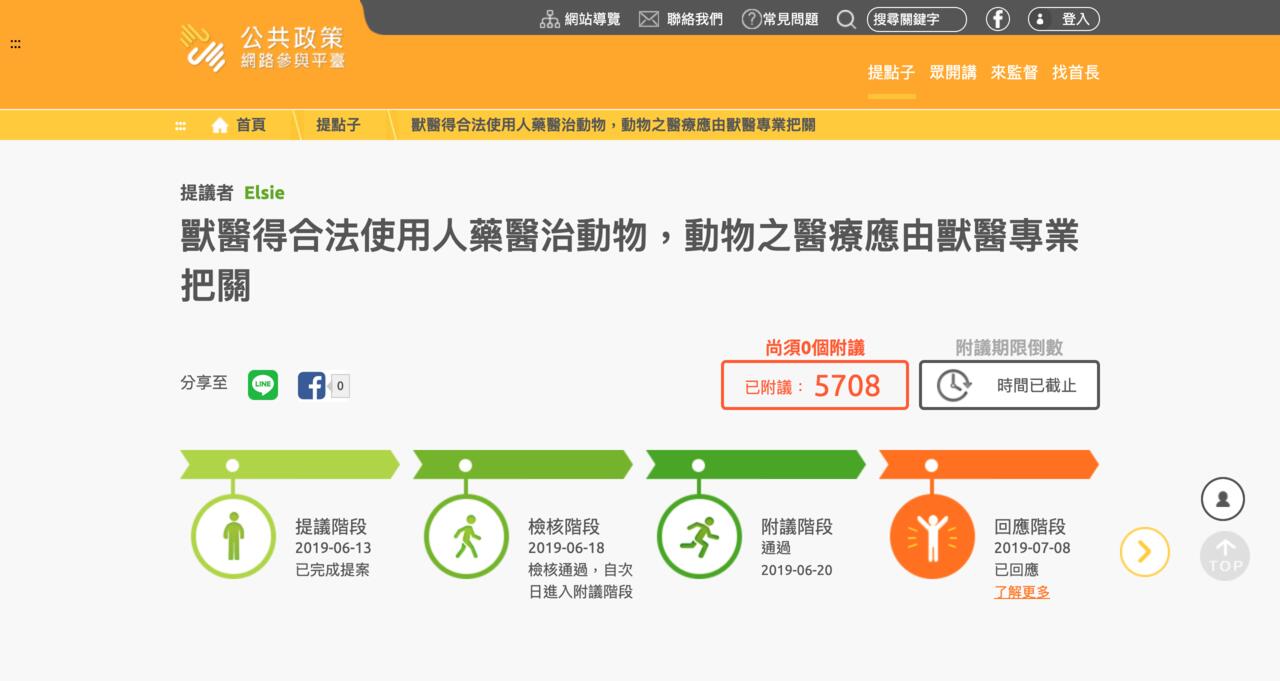 網站導覽 聯絡我們 常見問題 搜尋關鍵字 登入
公共政策
網路參與平臺
提點子 眾開講 來監督 找首長
首頁 提點子 獸醫得合法使用人藥醫治動物，動物之醫療應由獸醫專業把關
提議者 Elsie
獸醫得合法使用人藥醫治動物，動物之醫療應由獸醫專業
把關
尚須0個附議
已附議： 5708
附議期限倒數
時間已截止
分享至 LINE 0
提議階段
2019-06-13
已完成提案
檢核階段
2019-06-18
檢核通過，自次
日進入附議階段
附議階段
通過
2019-06-20
回應階段
2019-07-08
已回應
了解更多
TOP